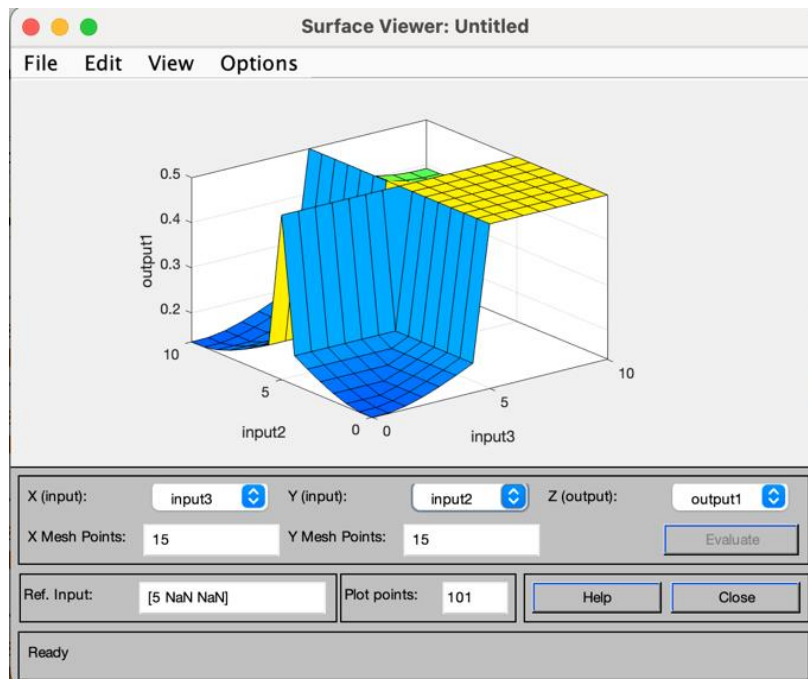 Surface Viewer: Untitled
File Edit View Options
0.5
0.4
0.3
0.2
output1
10
5
0
input2
0
5
10
input3
X (input): input3 Y (input): input2 Z (output): output1
X Mesh Points: 15 Y Mesh Points: 15 Evaluate
Ref. Input: [5 NaN NaN] Plot points: 101 Help Close
Ready